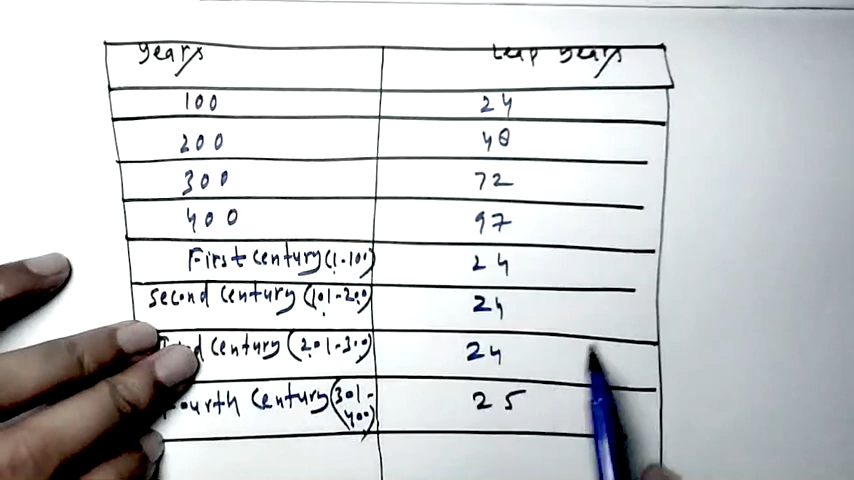 years leap years
100 24
200 48
300 72
400 97
First century (1-100) 24
second century (101-200) 24
century (201-300) 24
Fourth century (301-
400) 25